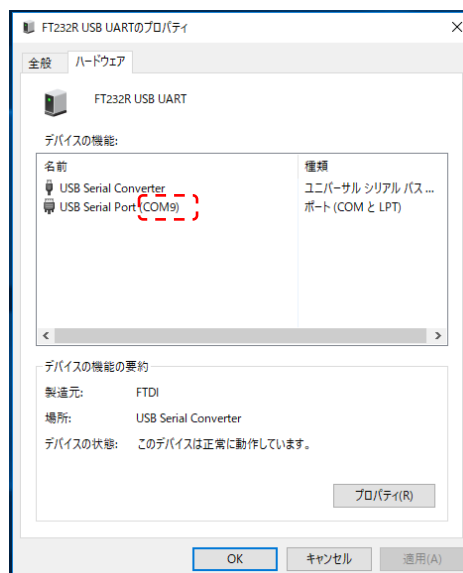 FT232R USB UARTのプロパティ
全般 ハードウェア
FT232R USB UART
デバイスの機能:
名前 種類
USB Serial Converter ユニバーサル シリアル バス ...
USB Serial Port (COM9) ポート (COM と LPT)
デバイスの機能の要約
製造元: FTDI
場所: USB Serial Converter
デバイスの状態: このデバイスは正常に動作しています。
プロパティ(R)
OK キャンセル 適用(A)